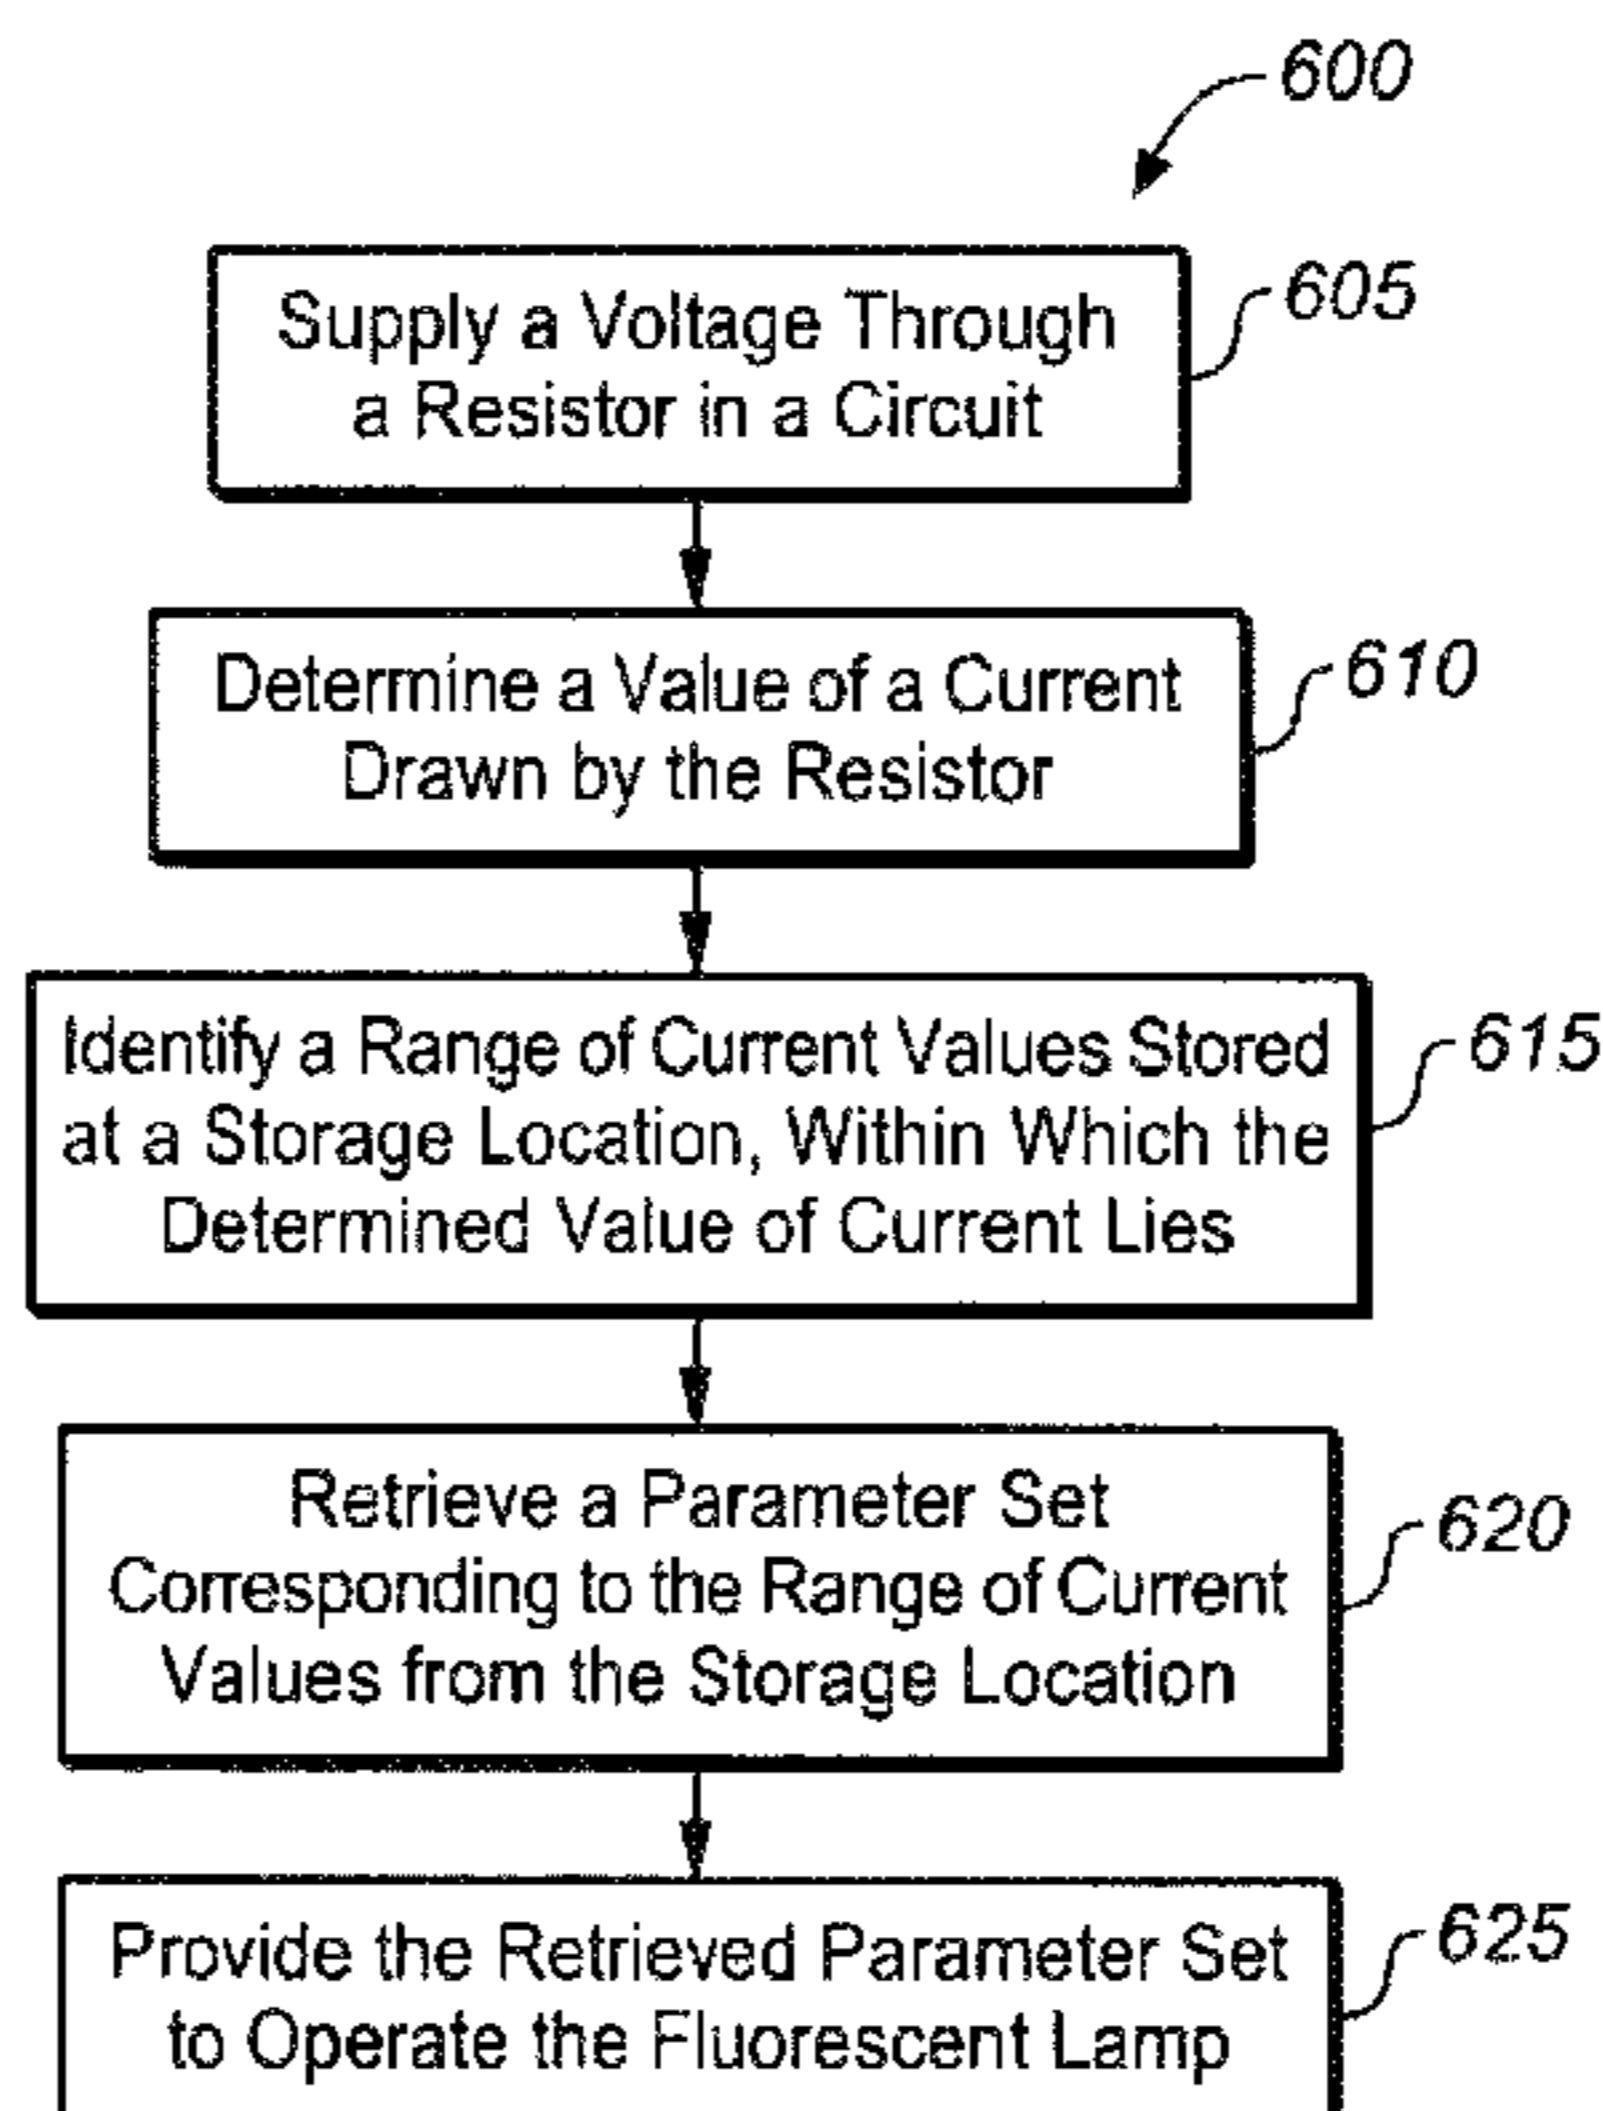 600
Supply a Voltage Through
a Resistor in a Circuit
605
Determine a Value of a Current
Drawn by the Resistor
610
Identify a Range of Current Values Stored
at a Storage Location, Within Which the
Determined Value of Current Lies
615
Retrieve a Parameter Set
Corresponding to the Range of Current
Values from the Storage Location
620
Provide the Retrieved Parameter Set
to Operate the Fluorescent Lamp
625